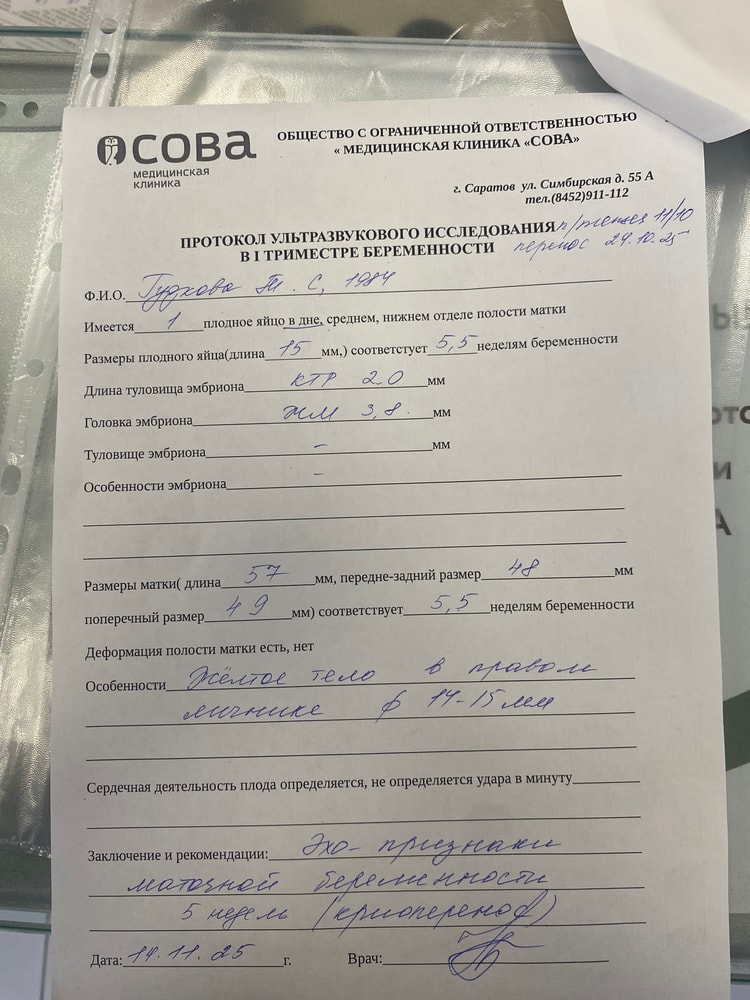 СОВА
медицинская
клиника
ОБЩЕСТВО С ОГРАНИЧЕННОЙ ОТВЕТСТВЕННОСТЬЮ
« МЕДИЦИНСКАЯ КЛИНИКА «СОВА»
г. Саратов ул. Симбирская д. 55 А
тел.(8452)911-112
ПРОТОКОЛ УЛЬТРАЗВУКОВОГО ИССЛЕДОВАНИЯ п/menses 11/10
В I ТРИМЕСТРЕ БЕРЕМЕННОСТИ перенос 24.10.25
Ф.И.О. Гудкова Т. С, 1984
Имеется 1 плодное яйцо в дне, среднем, нижнем отделе полости матки
Размеры плодного яйца(длина 15 мм,) соответстует 5,5 неделям беременности
Длина туловища эмбриона КТР 2.0 мм
Головка эмбриона ЖМ 3,8. мм
Туловище эмбриона – мм
Особенности эмбриона –
Размеры матки( длина 57 мм, передне-задний размер 48 мм
поперечный размер 49 мм) соответствует 5,5 неделям беременности
Деформация полости матки есть, нет
Особенности Жёлтое тело в правом
яичнике ϕ 14-15 мм
Сердечная деятельность плода определяется, не определяется удара в минуту
Заключение и рекомендации: Эхо-признаки
маточной беременности
5 недель (криоперенос)
Дата: 14.11.25 г. Врач: